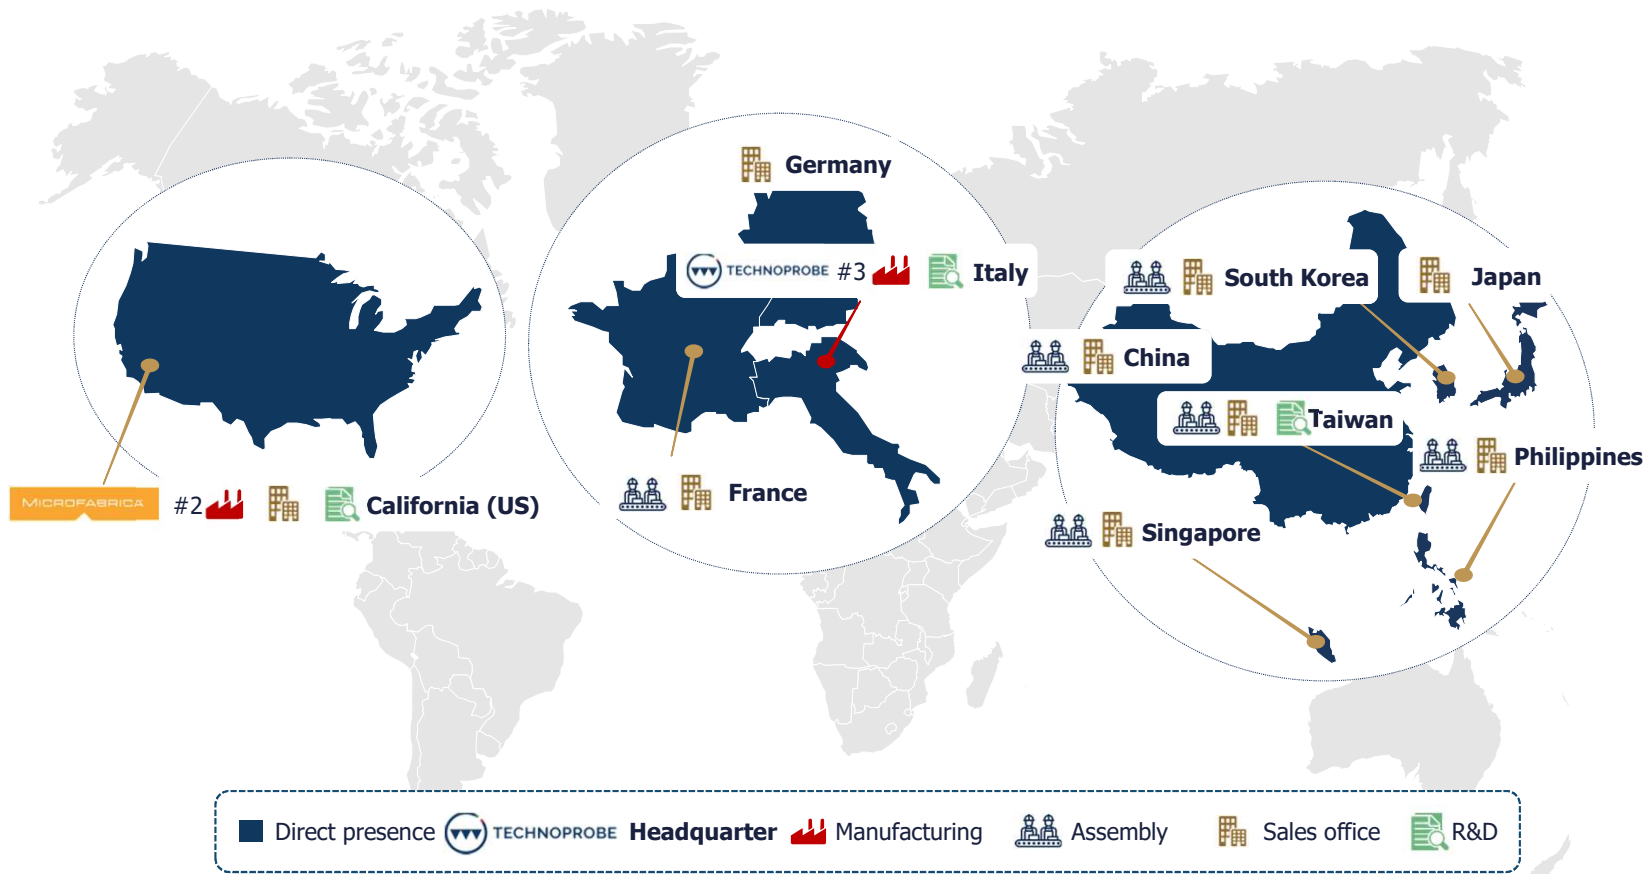 Germany
TECHNOPROBE #3 Italy
South Korea
Japan
China
Taiwan
Philippines
France
MICROFABRICA #2 California (US)
Singapore
Direct presence TECHNOPROBE Headquarter Manufacturing Assembly Sales office R&D